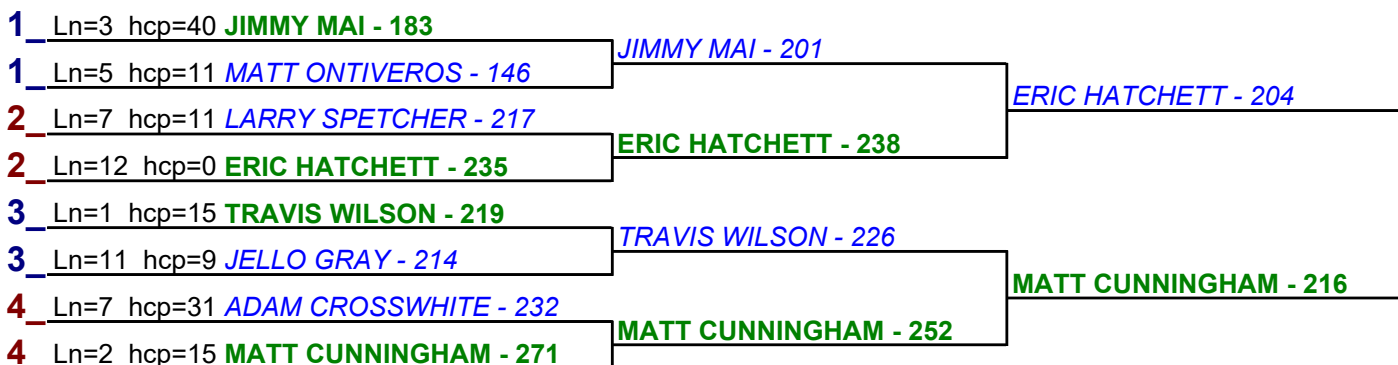 1_ Ln=3 hcp=40 JIMMY MAI - 183
JIMMY MAI - 201
1_ Ln=5 hcp=11 MATT ONTIVEROS - 146
ERIC HATCHETT - 204
2_ Ln=7 hcp=11 LARRY SPETCHER - 217
ERIC HATCHETT - 238
2_ Ln=12 hcp=0 ERIC HATCHETT - 235
3_ Ln=1 hcp=15 TRAVIS WILSON - 219
TRAVIS WILSON - 226
3_ Ln=11 hcp=9 JELLO GRAY - 214
MATT CUNNINGHAM - 216
4_ Ln=7 hcp=31 ADAM CROSSWHITE - 232
MATT CUNNINGHAM - 252
4 Ln=2 hcp=15 MATT CUNNINGHAM - 271